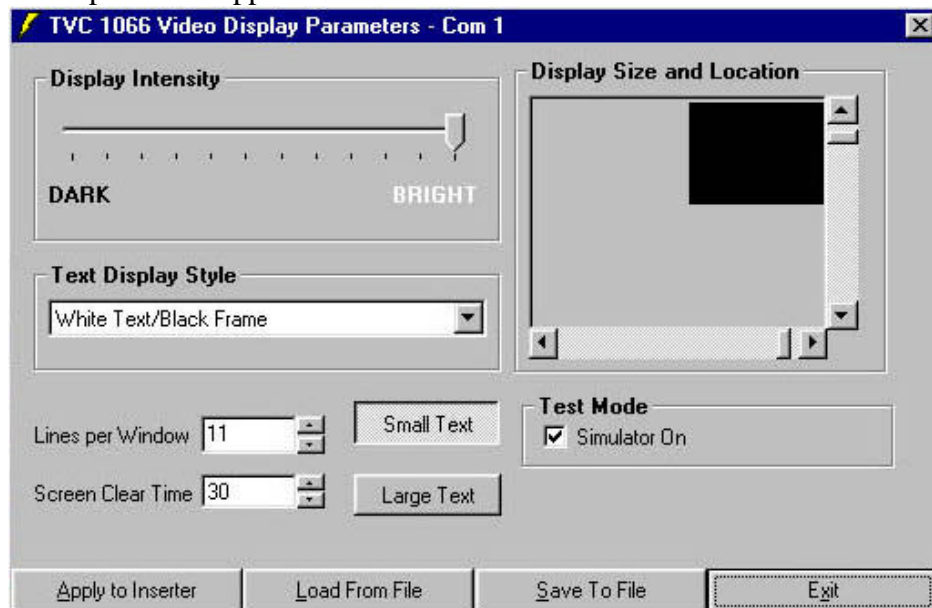 TVC 1066 Video Display Parameters - Com 1
Display Intensity
DARK
BRIGHT
Display Size and Location
Text Display Style
White Text/Black Frame
Lines per Window
11
Small Text
Screen Clear Time
30
Large Text
Test Mode
Simulator On
Apply to Inserter
Load From File
Save To File
Exit